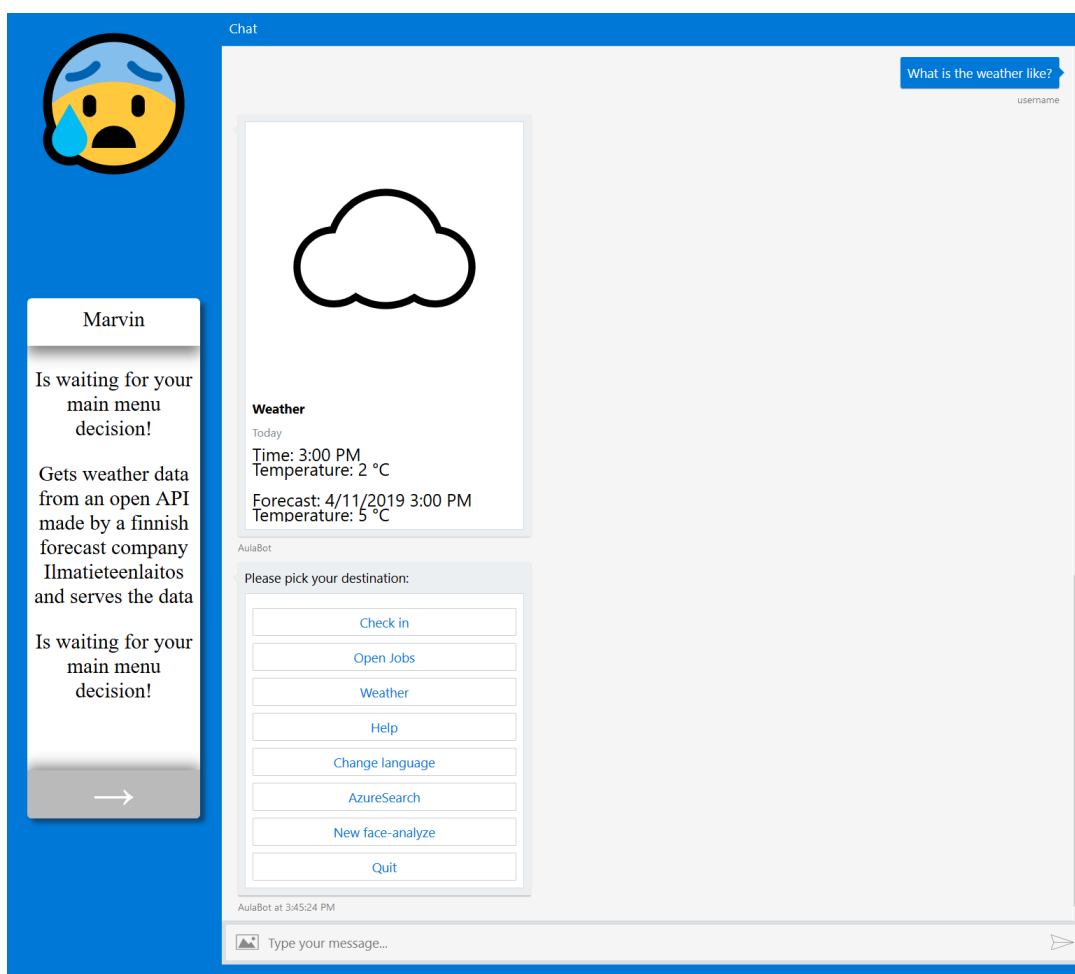 Chat
What is the weather like?
username
Marvin
Is waiting for your
main menu
decision!
Gets weather data
from an open API
made by a finnish
forecast company
Ilmatieteenlaitos
and serves the data
Is waiting for your
main menu
decision!
→
Weather
Today
Time: 3:00 PM
Temperature: 2 °C
Forecast: 4/11/2019 3:00 PM
Temperature: 5 °C
AulaBot
Please pick your destination:
Check in
Open Jobs
Weather
Help
Change language
AzureSearch
New face-analyze
Quit
AulaBot at 3:45:24 PM
Type your message...